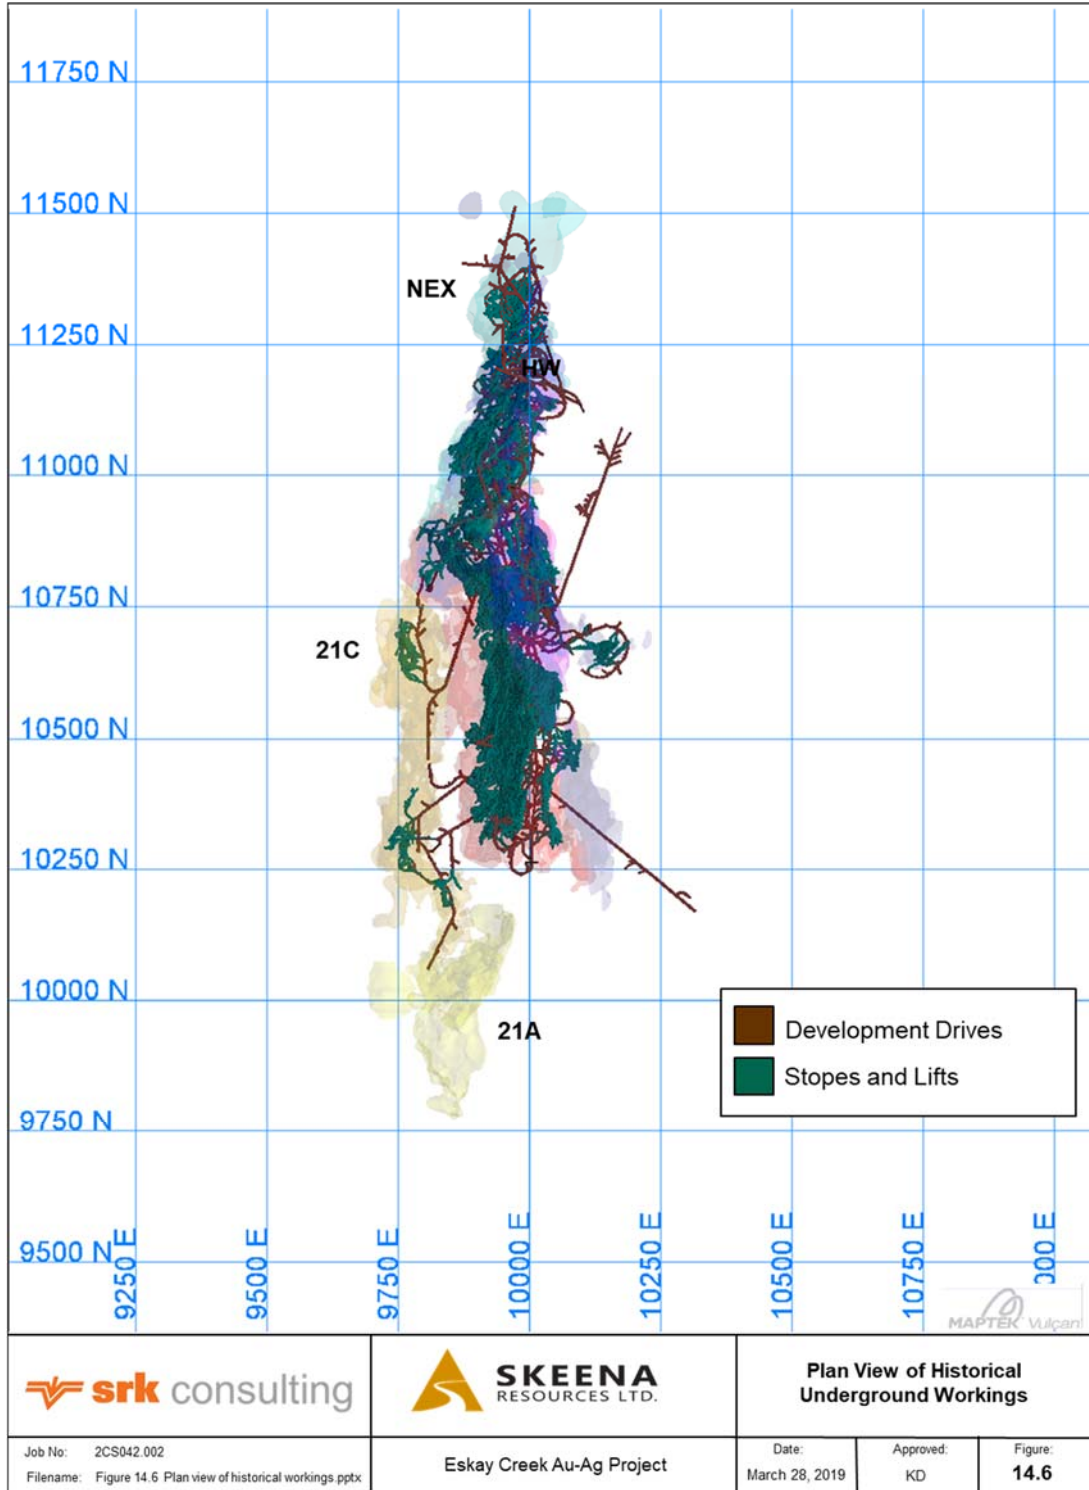 11750 N
11500 N
NEX
11250 N
HW
11000 N
10750 N
21C
10500 N
10250 N
10000 N
21A
Development Drives
Stopes and Lifts
9750 N
9500 N
9250 E
9500 E
9750 E
10000 E
10250 E
10500 E
10750 E
000 E
MAPTEK Vulcan
srk consulting
SKEENA
RESOURCES LTD.
Plan View of Historical
Underground Workings
Job No: 2CS042.002
Filename: Figure 14.6 Plan view of historical workings.pptx
Eskay Creek Au-Ag Project
Date:
March 28, 2019
Approved:
KD
Figure:
14.6